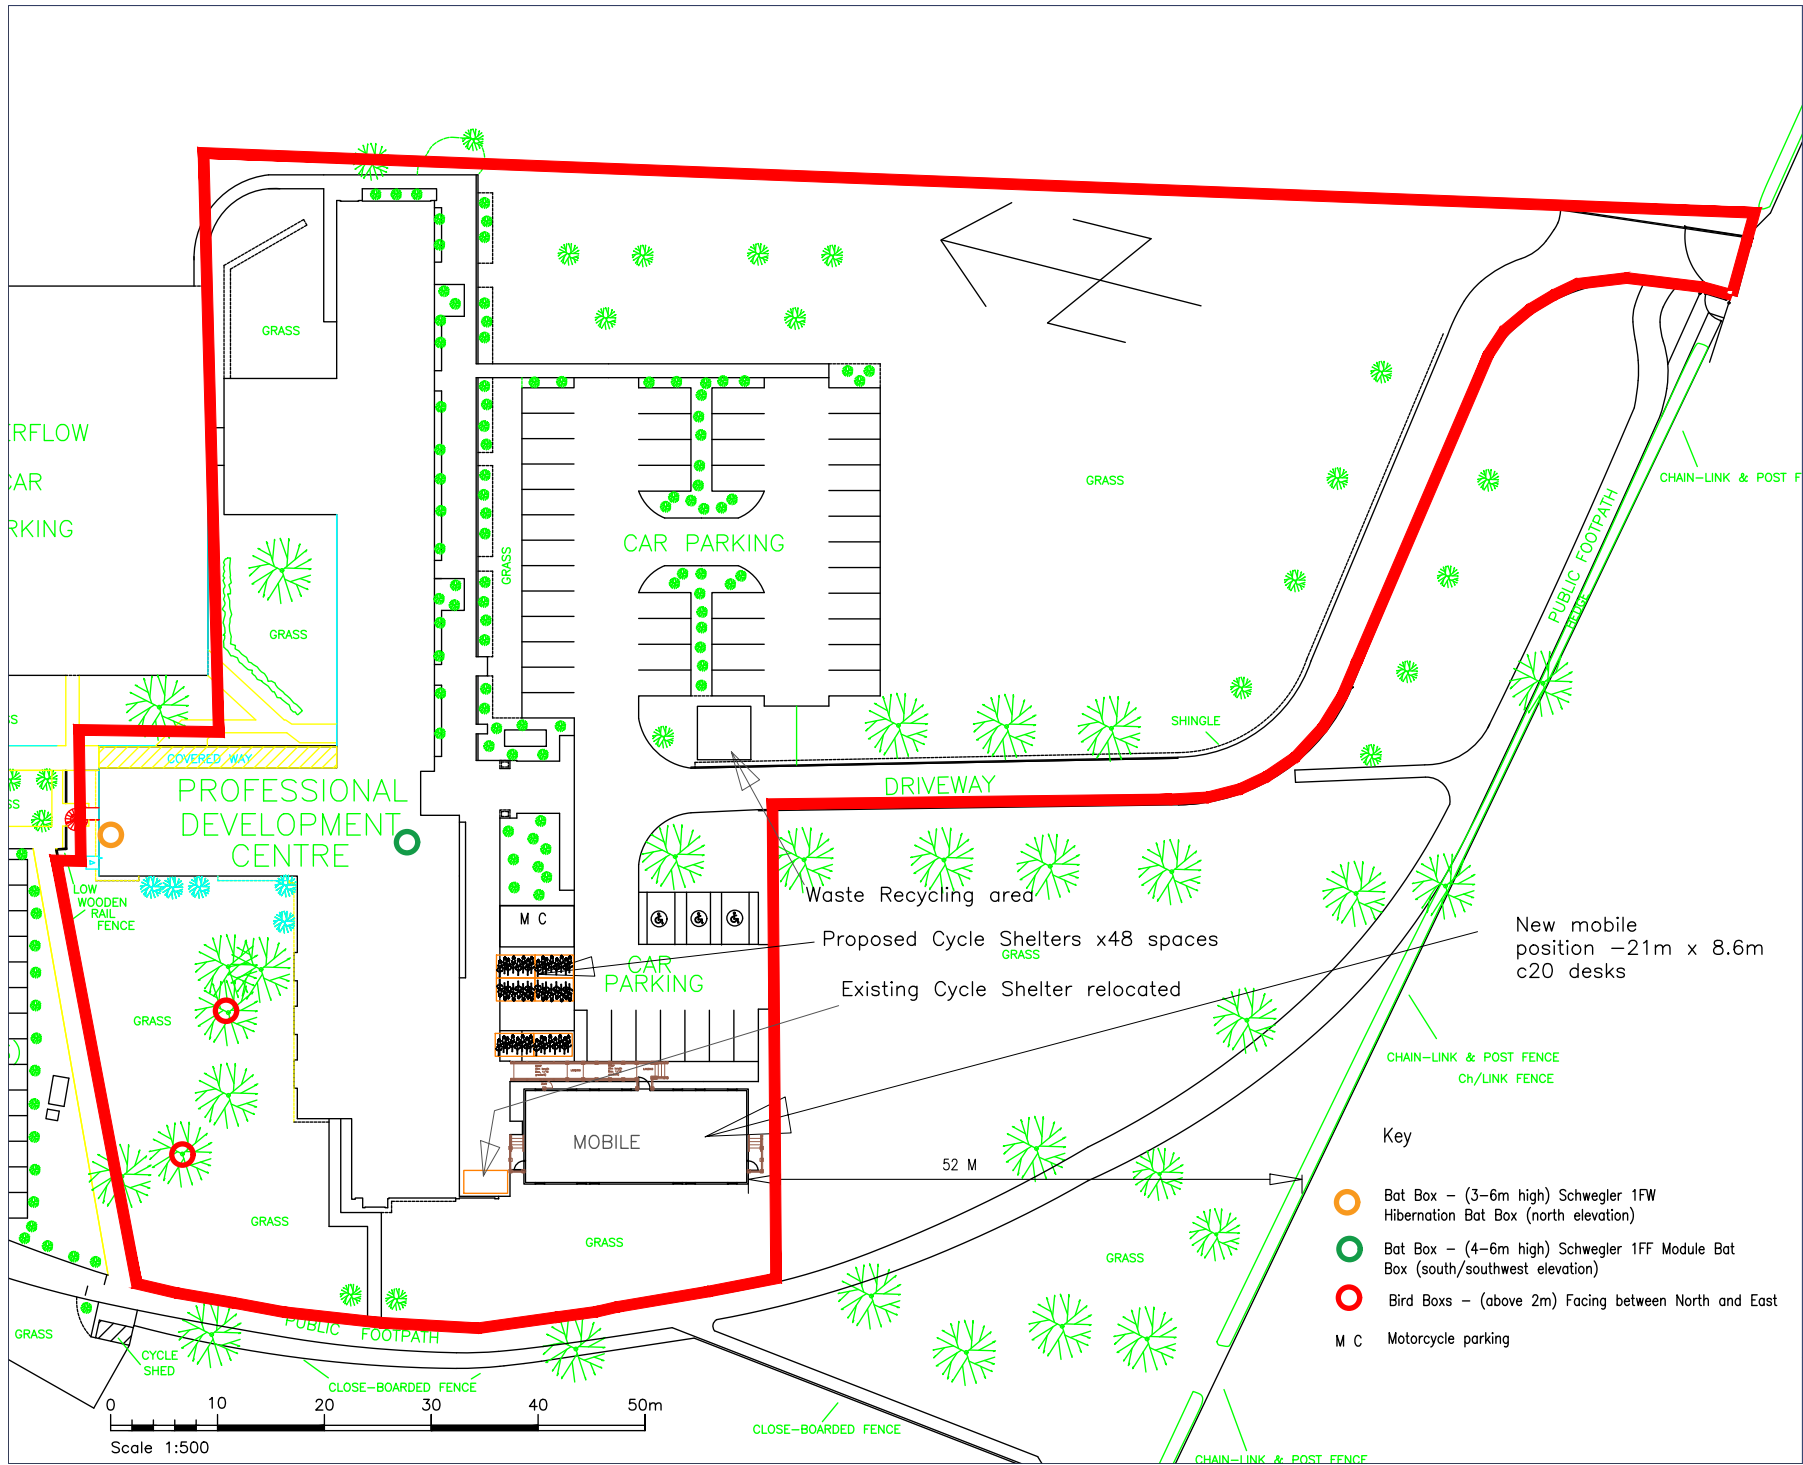 GRASS
ERFLOW
CAR
RKING
GRASS
CAR PARKING
GRASS
GRASS
CHAIN-LINK & POST F
PUBLIC FOOTPATH
HEDGE
GRASS
SHINGLE
COVERED WAY
DRIVEWAY
PROFESSIONAL
DEVELOPMENT
CENTRE
LOW
WOODEN
RAIL
FENCE
M C
Waste Recycling area
Proposed Cycle Shelters x48 spaces
GRASS
CAR
PARKING
Existing Cycle Shelter relocated
New mobile
position -21m x 8.6m
c20 desks
GRASS
CHAIN-LINK & POST FENCE
Ch/LINK FENCE
MOBILE
52 M
GRASS
GRASS
GRASS
Key
Bat Box - (3-6m high) Schwegler 1FW
Hibernation Bat Box (north elevation)
Bat Box - (4-6m high) Schwegler 1FF Module Bat
Box (south/southwest elevation)
Bird Boxs - (above 2m) Facing between North and East
M C Motorcycle parking
GRASS
PUBLIC FOOTPATH
CYCLE
SHED
CLOSE-BOARDED FENCE
CLOSE-BOARDED FENCE
CHAIN-LINK & POST FENCE
0 10 20 30 40 50m
Scale 1:500